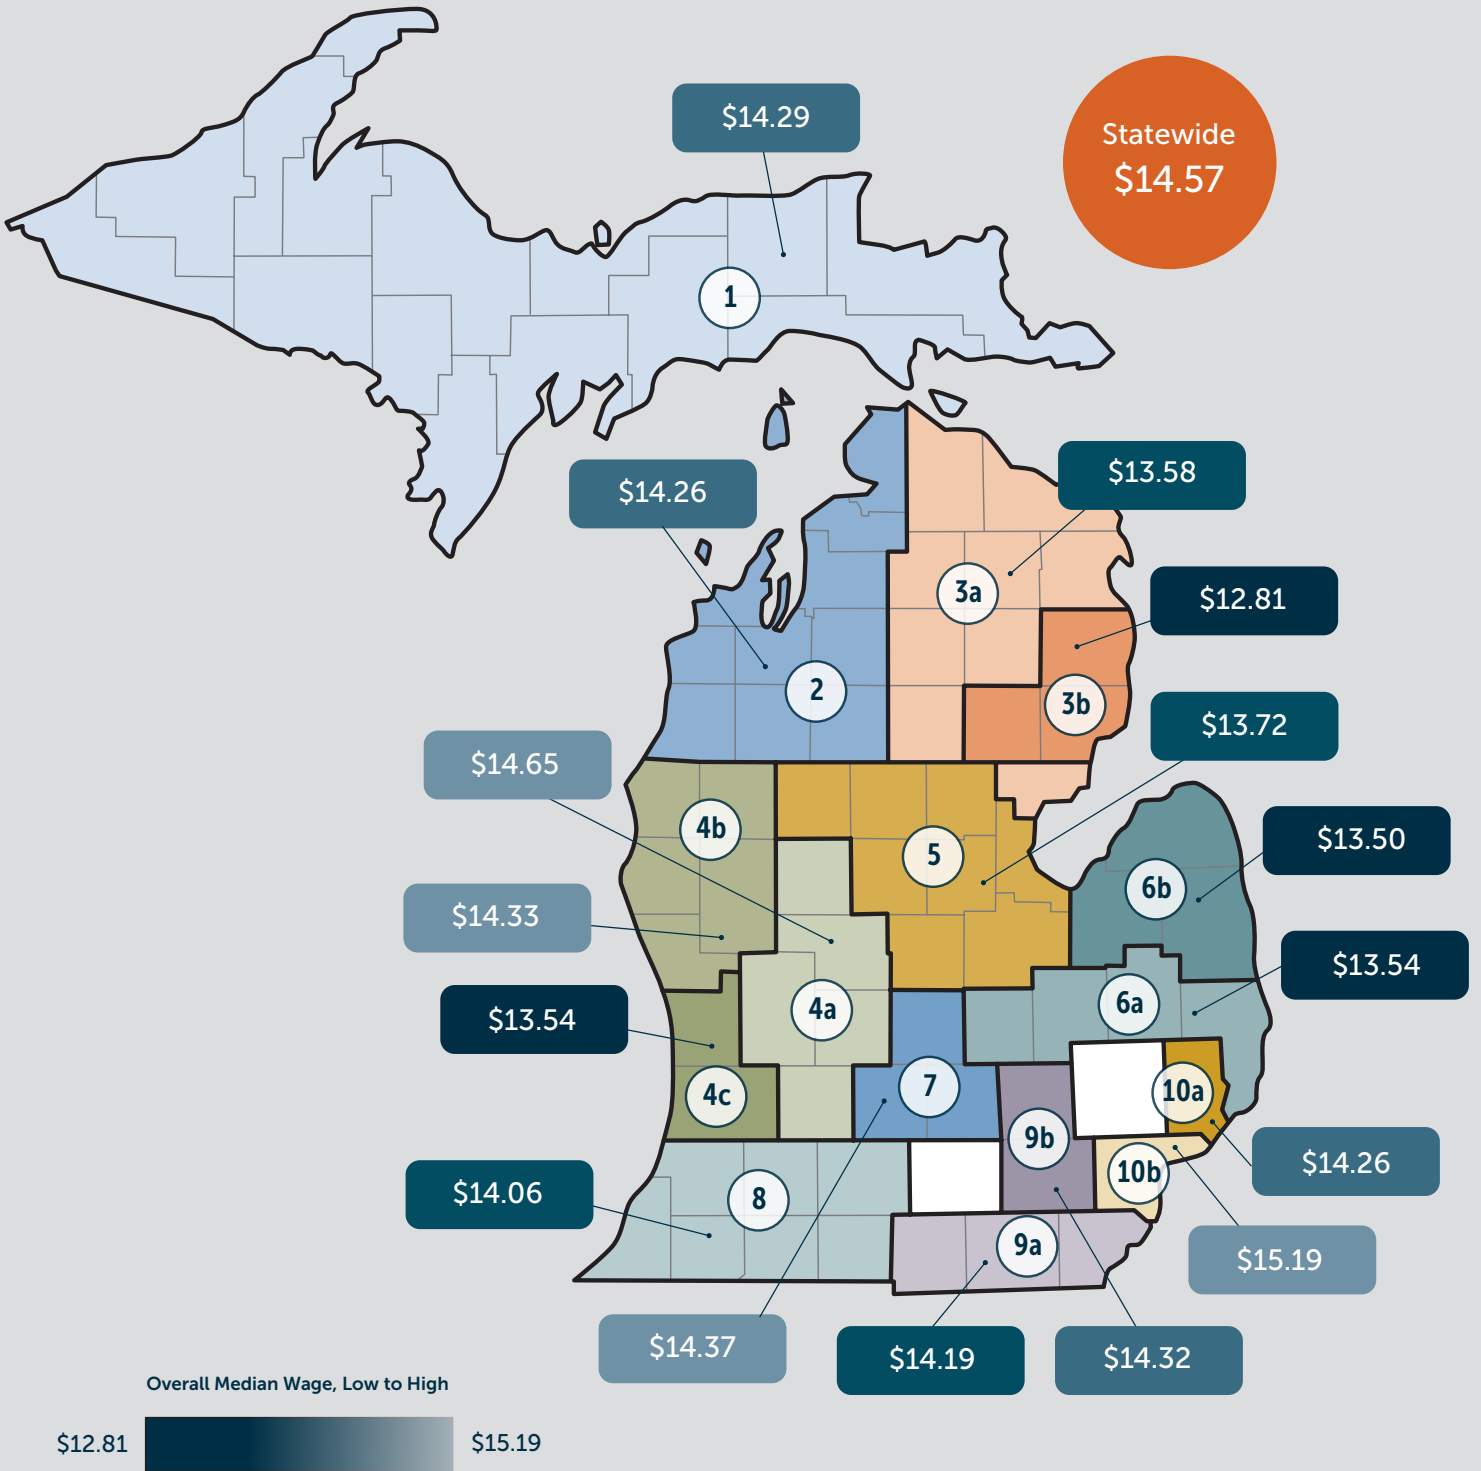 $14.29
Statewide
$14.57
1
$14.26
$13.58
3a
$12.81
2
3b
$13.72
$14.65
4b
5
$13.50
6b
$14.33
$13.54
4a
6a
$13.54
7
10a
4c
9b
10b
$14.26
$14.06
8
9a
$15.19
$14.37
$14.19
$14.32
Overall Median Wage, Low to High
$12.81
$15.19